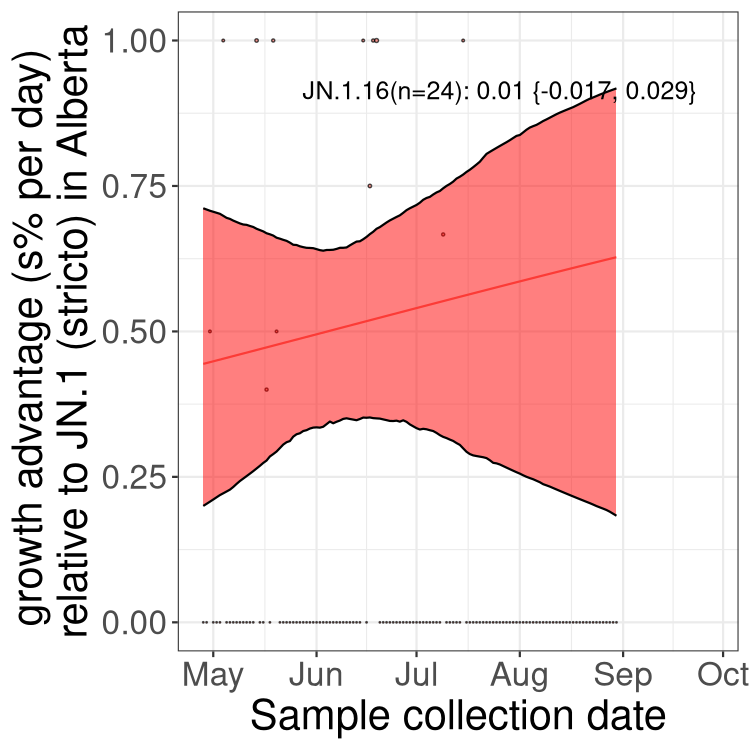 growth advantage (s% per day)
relative to JN.1 (stricto) in Alberta
1.00
0.75
0.50
0.25
0.00
JN.1.16(n=24): 0.01 {-0.017, 0.029}
May Jun Jul Aug Sep Oct
Sample collection date